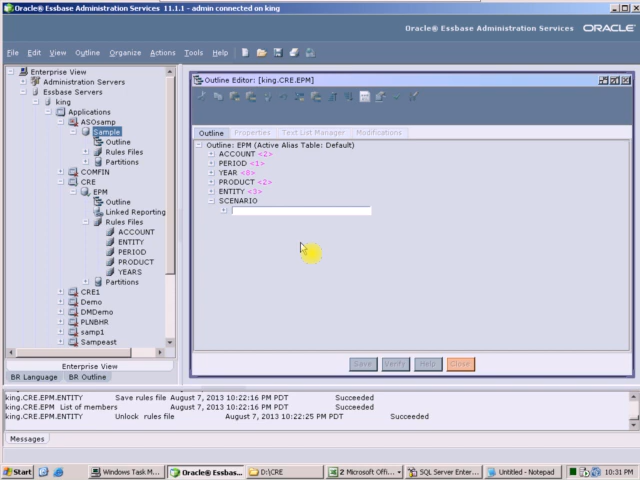 Oracle® Essbase Administration Services 11.1.1 - admin connected on king
Oracle® Essbase Administration Services ORACLE
File Edit View Outline Organize Actions Tools Help
Enterprise View
Administration Servers
Essbase Servers
king
Applications
ASOsamp
Sample
Outline
Rules Files
Partitions
COMFIN
CRE
EPM
Outline
Linked Reporting
Rules Files
ACCOUNT
ENTITY
PERIOD
PRODUCT
YEARS
Partitions
CRE1
Demo
DMDemo
PLNBHR
samp1
Sampeast
Enterprise View
BR Language BR Outline
Outline Editor: [king.CRE.EPM]
Outline Properties Text List Manager Modifications
Outline: EPM (Active Alias Table: Default)
ACCOUNT <2>
PERIOD <1>
YEAR <8>
PRODUCT <2>
ENTITY <3>
SCENARIO
Save Verify Help Close
king.CRE.EPM.ENTITY Save rules file August 7, 2013 10:22:16 PM PDT Succeeded
king.CRE.EPM List of members August 7, 2013 10:22:16 PM PDT Succeeded
king.CRE.EPM.ENTITY Unlock rules file August 7, 2013 10:22:25 PM PDT Succeeded
Messages
Start Windows Task M... Oracle® Essbas... D:\CRE 2 Microsoft Offi... SQL Server Enter... Untitled - Notepad 10:31 PM